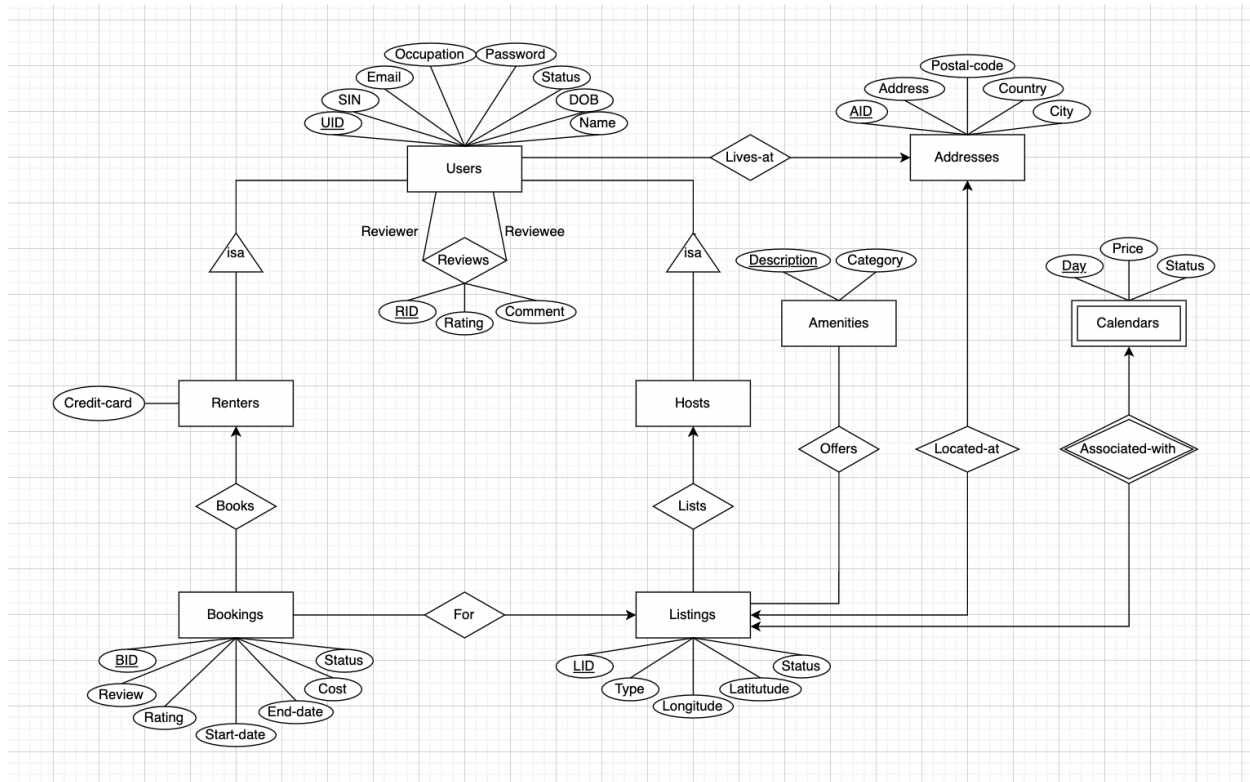 Occupation
Password
Postal-code
Email
Status
Address
Country
SIN
DOB
AID
City
UID
Name
Users
Lives-at
Addresses
Reviewer
Reviewee
isa
Reviews
isa
Description
Category
Price
Day
Status
RID
Rating
Comment
Amenities
Calendars
Credit-card
Renters
Hosts
Offers
Located-at
Associated-with
Books
Lists
Bookings
For
Listings
BID
Status
LID
Status
Review
Cost
Type
Latitutude
Rating
End-date
Longitude
Start-date